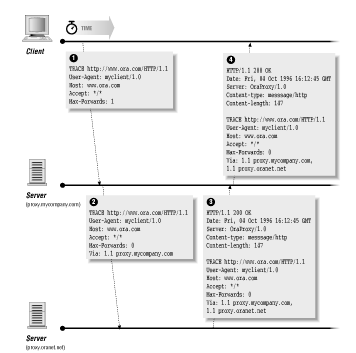 TIME
Client
1
TRACE http://www.ora.com/HTTP/1.1
User-Agent: myclient/1.0
Host: www.ora.com
Accept: */*
Max-Forwards: 1
4
HTTP/1.1 200 OK
Date: Fri, 04 Oct 1996 16:12:45 GMT
Server: OraProxy/1.0
Content-type: messsage/http
Content-length: 147
TRACE http://www.ora.com/HTTP/1.1
User-Agent: myclient/1.0
Host: www.ora.com
Accept: */*
Max-Forwards: 0
Via: 1.1 proxy.mycompany.com,
1.1 proxy.oranet.net
Server
(proxy.mycompany.com)
2
TRACE http://www.ora.com/HTTP/1.1
User-Agent: myclient/1.0
Host: www.ora.com
Accept: */*
Max-Forwards: 0
Via: 1.1 proxy.mycompany.com
3
HTTP/1.1 200 OK
Date: Fri, 04 Oct 1996 16:12:45 GMT
Server: OraProxy/1.0
Content-type: messsage/http
Content-length: 147
TRACE http://www.ora.com/HTTP/1.1
User-Agent: myclient/1.0
Host: www.ora.com
Accept: */*
Max-Forwards: 0
Via: 1.1 proxy.mycompany.com,
1.1 proxy.oranet.net
Server
(proxy.oranet.net)